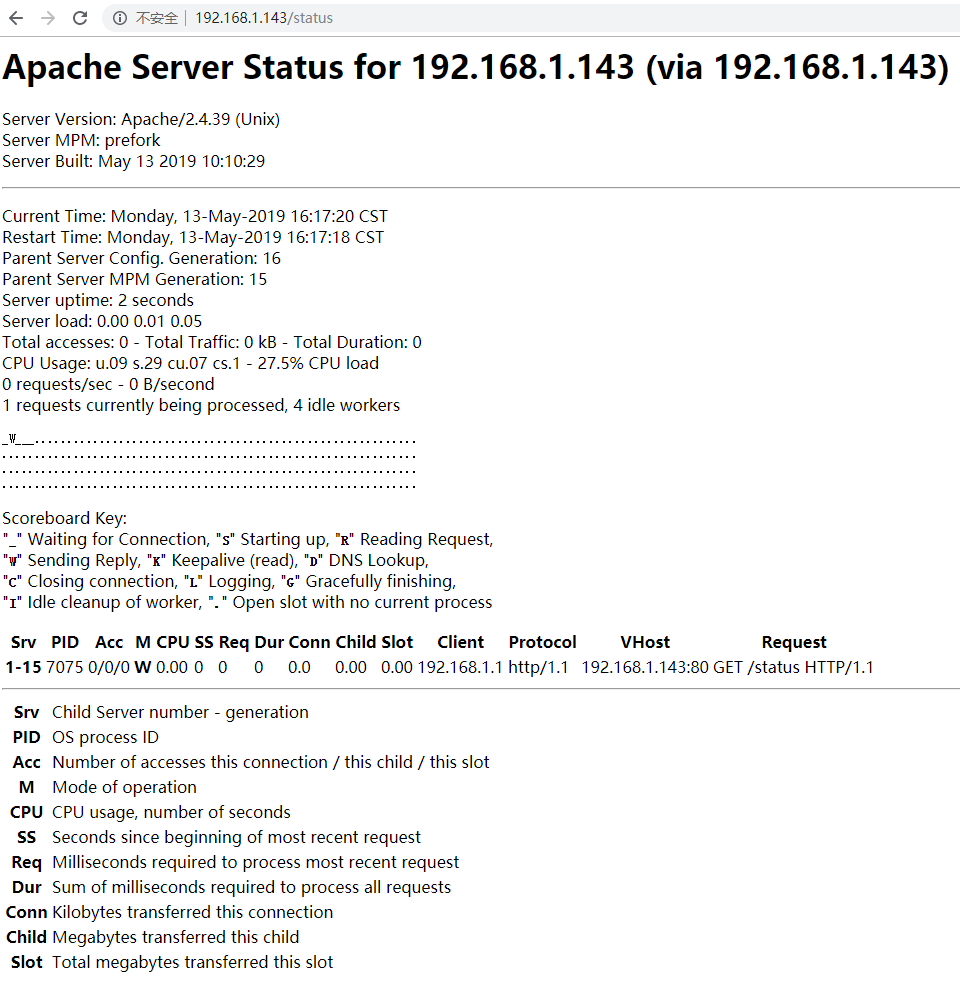 不安全 | 192.168.1.143/status
Apache Server Status for 192.168.1.143 (via 192.168.1.143)
Server Version: Apache/2.4.39 (Unix)
Server MPM: prefork
Server Built: May 13 2019 10:10:29
Current Time: Monday, 13-May-2019 16:17:20 CST
Restart Time: Monday, 13-May-2019 16:17:18 CST
Parent Server Config. Generation: 16
Parent Server MPM Generation: 15
Server uptime: 2 seconds
Server load: 0.00 0.01 0.05
Total accesses: 0 - Total Traffic: 0 kB - Total Duration: 0
CPU Usage: u.09 s.29 cu.07 cs.1 - 27.5% CPU load
0 requests/sec - 0 B/second
1 requests currently being processed, 4 idle workers
_W___...........................................................
................................................................
................................................................
................................................................
Scoreboard Key:
"_" Waiting for Connection, "S" Starting up, "R" Reading Request,
"W" Sending Reply, "K" Keepalive (read), "D" DNS Lookup,
"C" Closing connection, "L" Logging, "G" Gracefully finishing,
"I" Idle cleanup of worker, "." Open slot with no current process
Srv PID Acc M CPU SS Req Dur Conn Child Slot Client Protocol VHost Request
1-15 7075 0/0/0 W 0.00 0 0 0 0.0 0.00 0.00 192.168.1.1 http/1.1 192.168.1.143:80 GET /status HTTP/1.1
Srv Child Server number - generation
PID OS process ID
Acc Number of accesses this connection / this child / this slot
M Mode of operation
CPU CPU usage, number of seconds
SS Seconds since beginning of most recent request
Req Milliseconds required to process most recent request
Dur Sum of milliseconds required to process all requests
Conn Kilobytes transferred this connection
Child Megabytes transferred this child
Slot Total megabytes transferred this slot